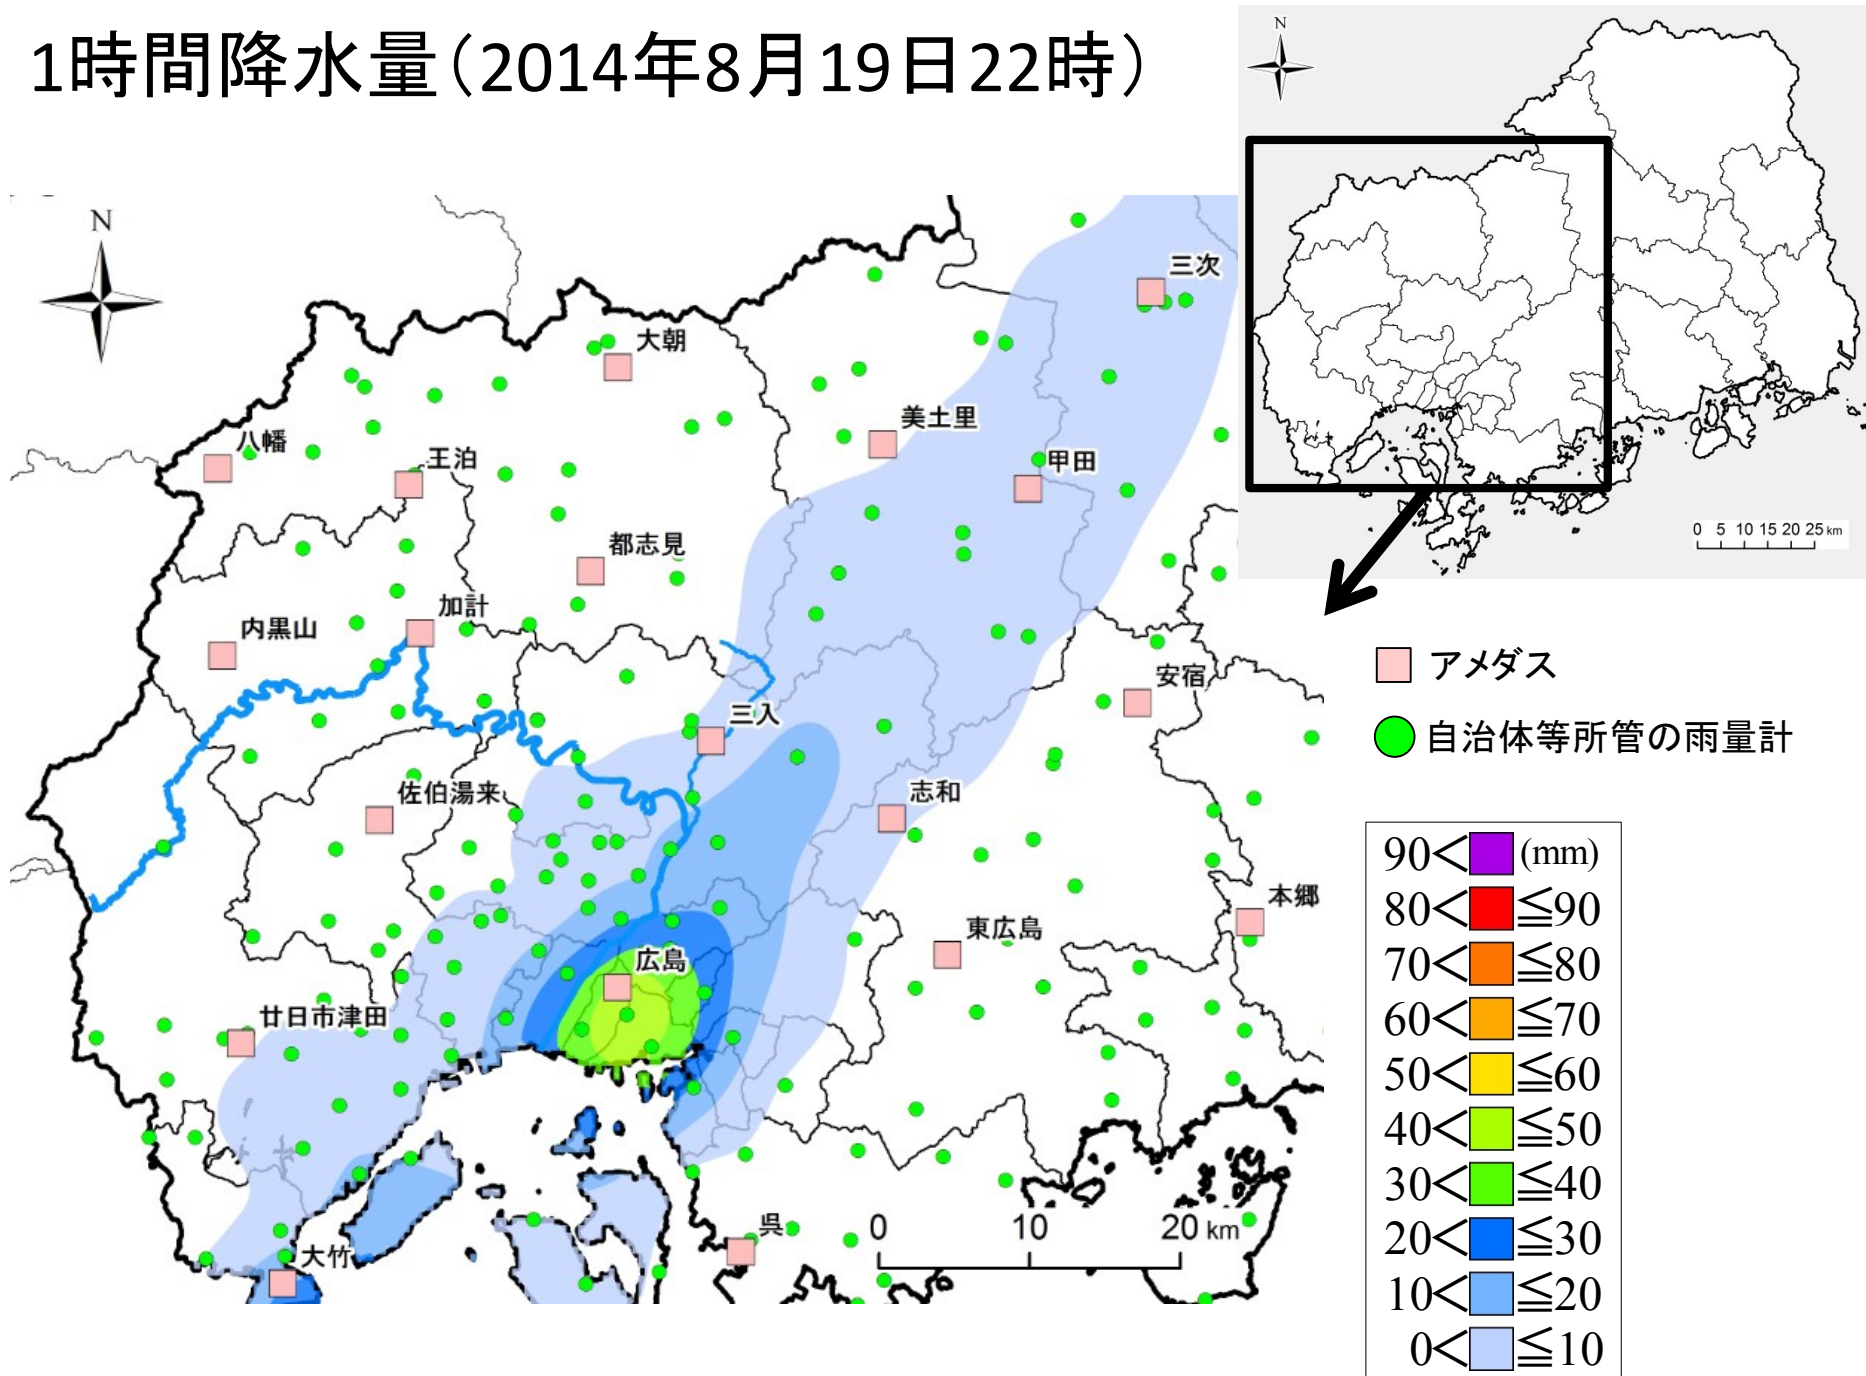 1時間降水量（2014年8月19日22時）
N
N
0 5 10 15 20 25 km
三次
大朝
美土里
八幡
王泊
甲田
都志見
加計
内黒山
安宿
三入
佐伯湯来
志和
本郷
東広島
広島
廿日市津田
呉
大竹
0 10 20 km
アメダス
自治体等所管の雨量計
90< (mm)
80< ≦90
70< ≦80
60< ≦70
50< ≦60
40< ≦50
30< ≦40
20< ≦30
10< ≦20
0< ≦10